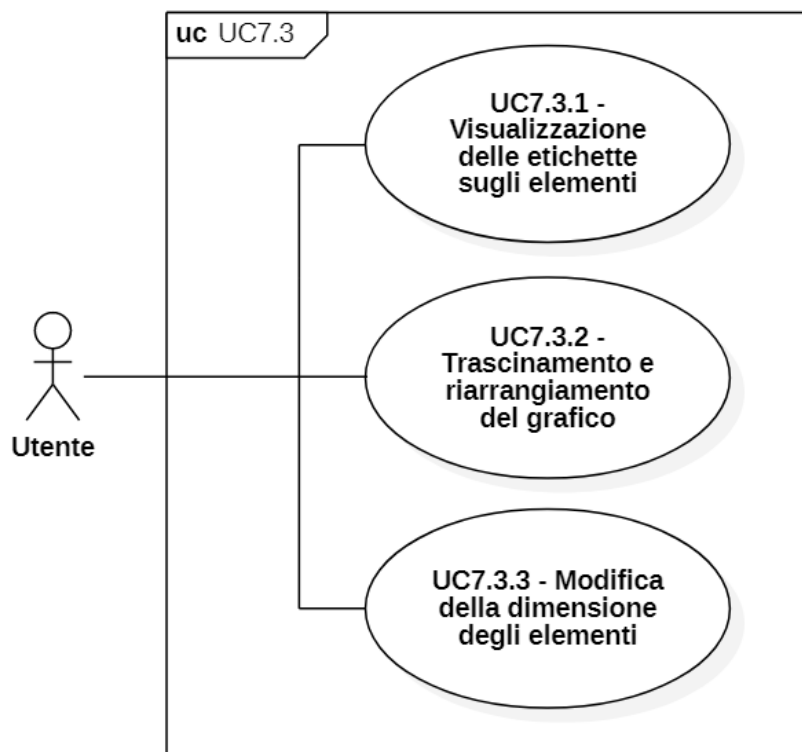 uc UC7.3
UC7.3.1 -
Visualizzazione
delle etichette
sugli elementi
UC7.3.2 -
Trascinamento e
riarrangiamento
del grafico
Utente
UC7.3.3 - Modifica
della dimensione
degli elementi